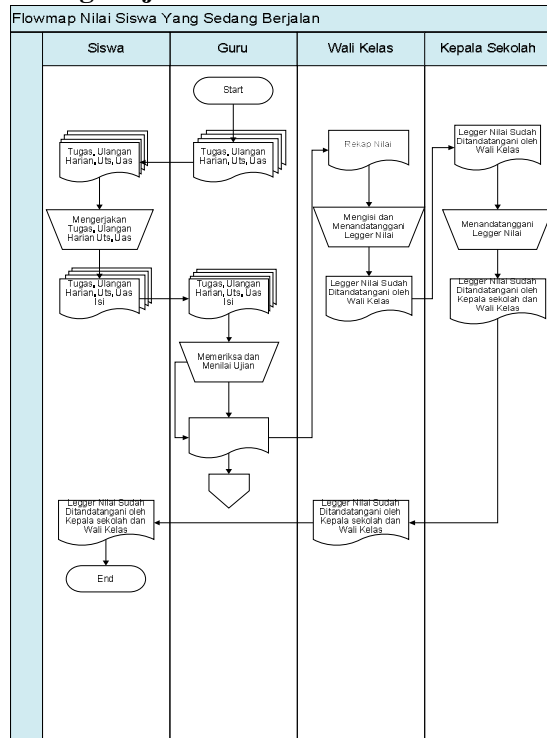 Flowmap Nilai Siswa Yang Sedang Berjalan
Siswa
Guru
Wali Kelas
Kepala Sekolah
Start
Tugas, Ulangan
Harian, Uts, Uas
Tugas, Ulangan
Harian, Uts, Uas
Rekap Nilai
Legger Nilai Sudah
Ditandatangani oleh
Wali Kelas
Mengerjakan
Tugas, Ulangan
Harian Uts, Uas
Mengisi dan
Menandatanggani
Legger Nilai
Menandatanggani
Legger Nilai
Tugas, Ulangan
Harian, Uts, Uas
Isi
Tugas, Ulangan
Harian, Uts, Uas
Isi
Legger Nilai Sudah
Ditandatangani oleh
Wali Kelas
Legger Nilai Sudah
Ditandatangani oleh
Kepala sekolah dan
Wali Kelas
Memeriksa dan
Menilai Ujian
Legger Nilai Sudah
Ditandatangani oleh
Kepala sekolah dan
Wali Kelas
Legger Nilai Sudah
Ditandatangani oleh
Kepala sekolah dan
Wali Kelas
End